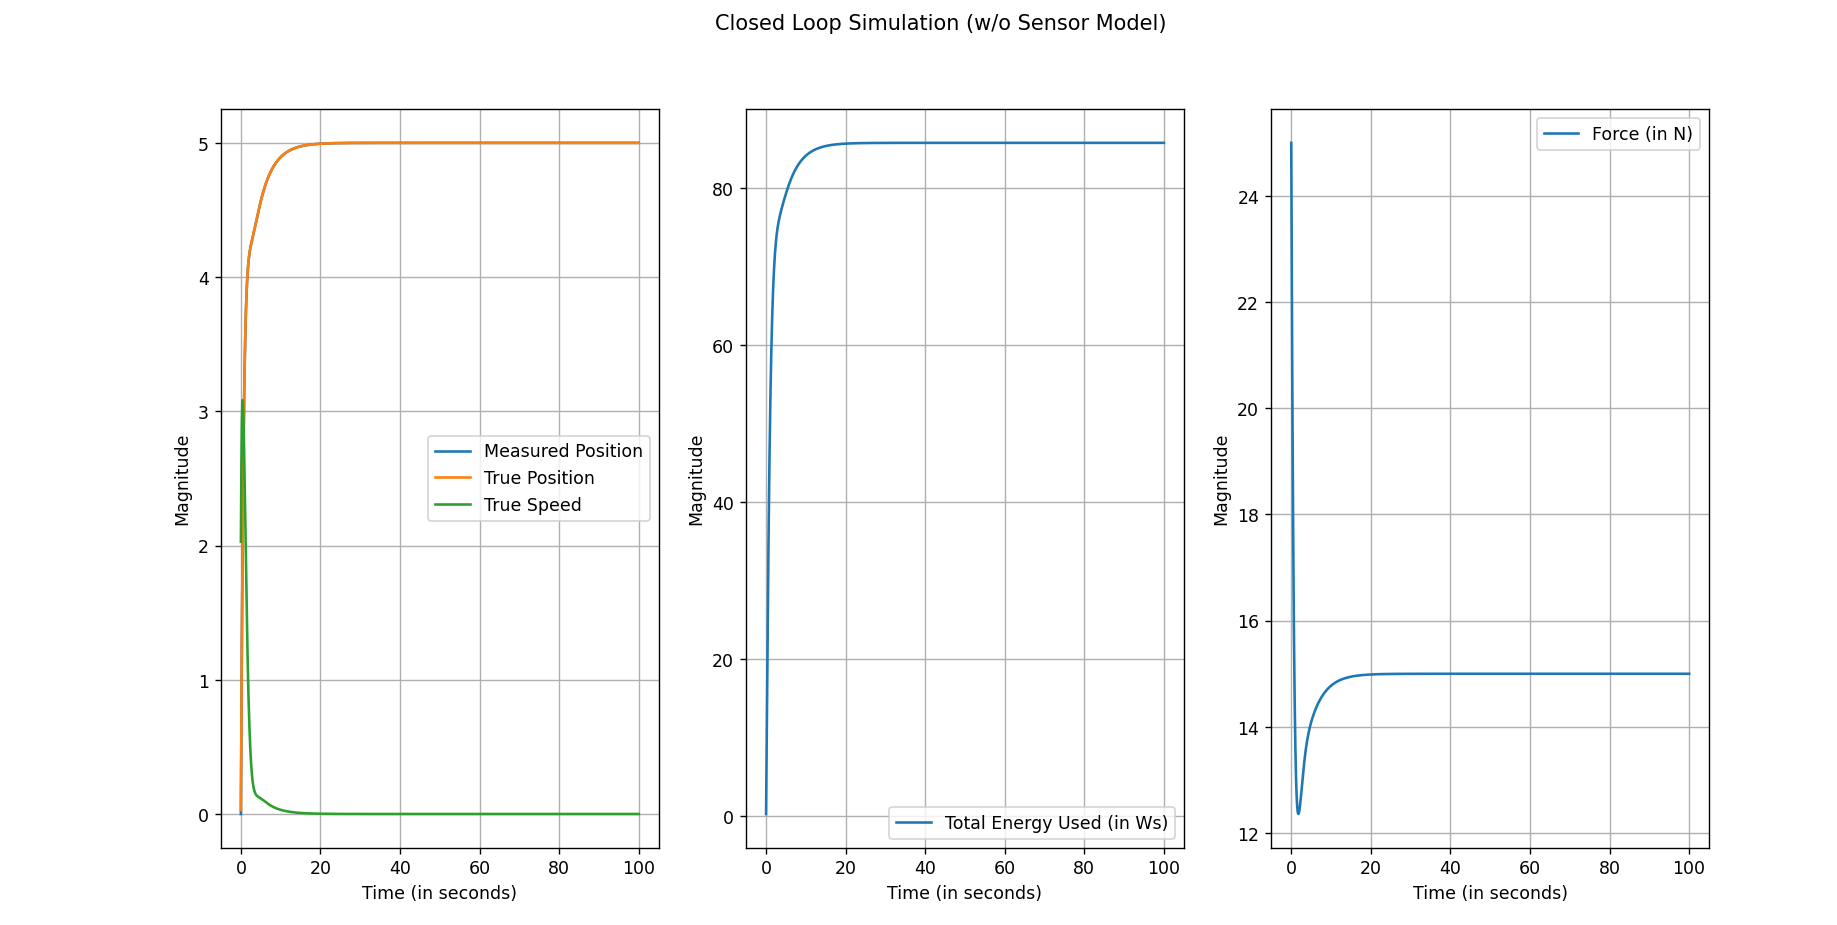 Closed Loop Simulation (w/o Sensor Model)
5
4
3
2
1
0
Magnitude
Measured Position
True Position
True Speed
0 20 40 60 80 100
Time (in seconds)
80
60
40
20
0
Magnitude
Total Energy Used (in Ws)
0 20 40 60 80 100
Time (in seconds)
Force (in N)
24
22
20
18
16
14
12
Magnitude
0 20 40 60 80 100
Time (in seconds)